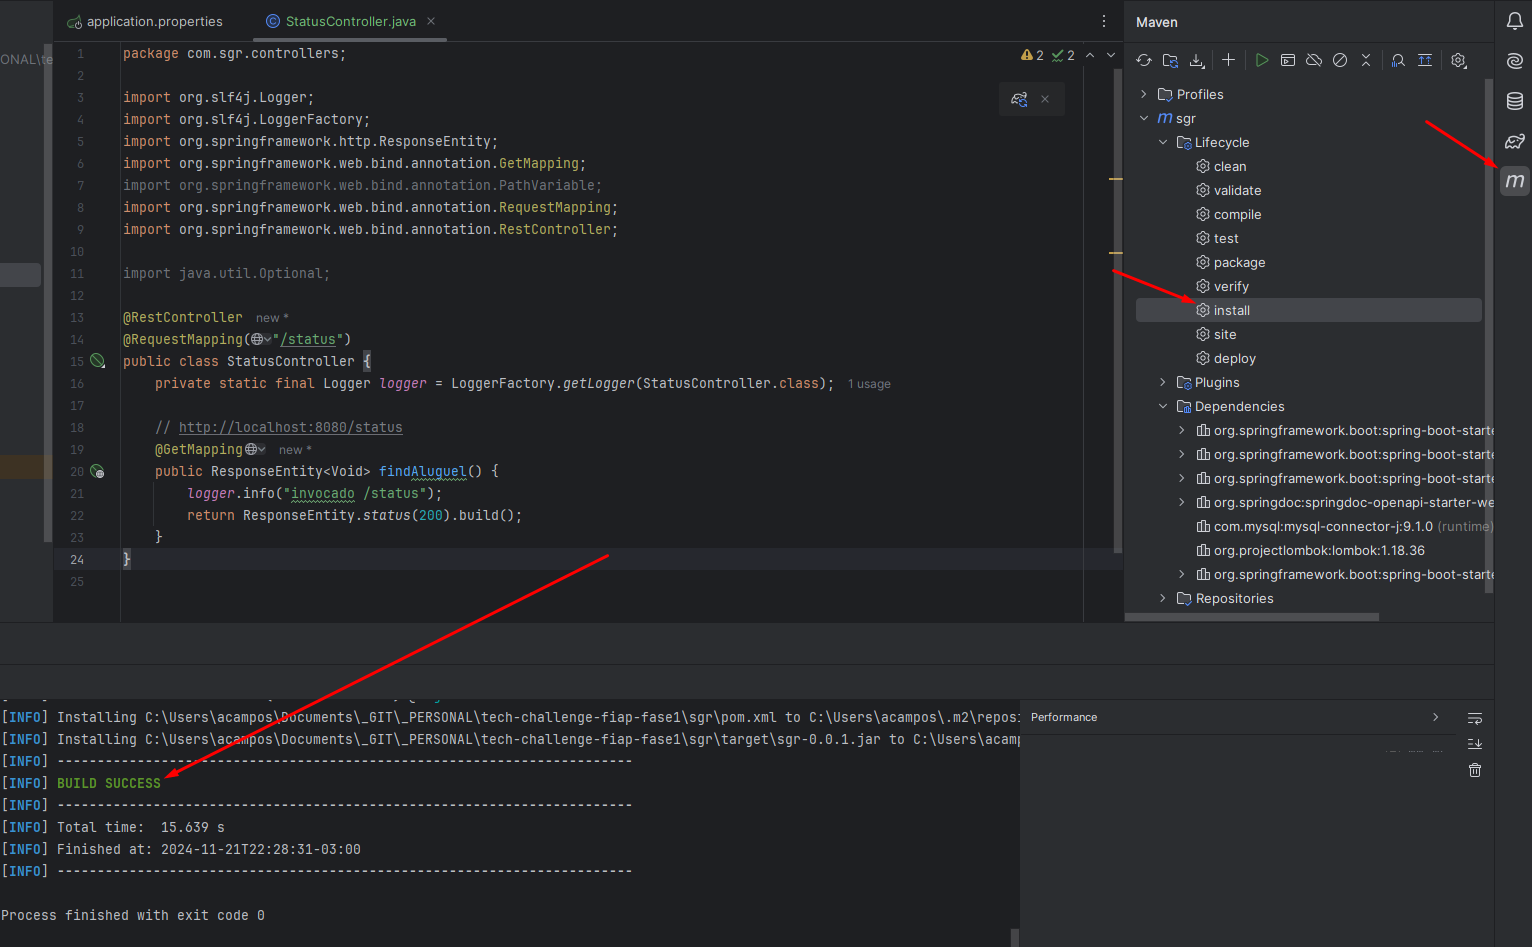 application.properties
StatusController.java
Maven
ONAL\te
1 package com.sgr.controllers;
2
3 import org.slf4j.Logger;
4 import org.slf4j.LoggerFactory;
5 import org.springframework.http.ResponseEntity;
6 import org.springframework.web.bind.annotation.GetMapping;
7 import org.springframework.web.bind.annotation.PathVariable;
8 import org.springframework.web.bind.annotation.RequestMapping;
9 import org.springframework.web.bind.annotation.RestController;
10
11 import java.util.Optional;
12
13 @RestController new *
14 @RequestMapping("/status")
15 public class StatusController {
16 private static final Logger logger = LoggerFactory.getLogger(StatusController.class); 1 usage
17
18 // http://localhost:8080/status
19 @GetMapping new *
20 public ResponseEntity<Void> findAluguel() {
21 logger.info("invocado /status");
22 return ResponseEntity.status(200).build();
23 }
24 }
25
2 2
Profiles
m sgr
Lifecycle
clean
validate
compile
test
package
verify
install
site
deploy
Plugins
Dependencies
org.springframework.boot:spring-boot-starte
org.springframework.boot:spring-boot-starte
org.springframework.boot:spring-boot-starte
org.springdoc:springdoc-openapi-starter-we
com.mysql:mysql-connector-j:9.1.0 (runtime)
org.projectlombok:lombok:1.18.36
org.springframework.boot:spring-boot-starte
Repositories
m
[INFO] Installing C:\Users\acampos\Documents\_GIT\_PERSONAL\tech-challenge-fiap-fase1\sgr\pom.xml to C:\Users\acampos\.m2\reposi
[INFO] Installing C:\Users\acampos\Documents\_GIT\_PERSONAL\tech-challenge-fiap-fase1\sgr\target\sgr-0.0.1.jar to C:\Users\acamp
[INFO] ------------------------------------------------------------------------
[INFO] BUILD SUCCESS
[INFO] ------------------------------------------------------------------------
[INFO] Total time:  15.639 s
[INFO] Finished at: 2024-11-21T22:28:31-03:00
[INFO] ------------------------------------------------------------------------
Process finished with exit code 0
Performance